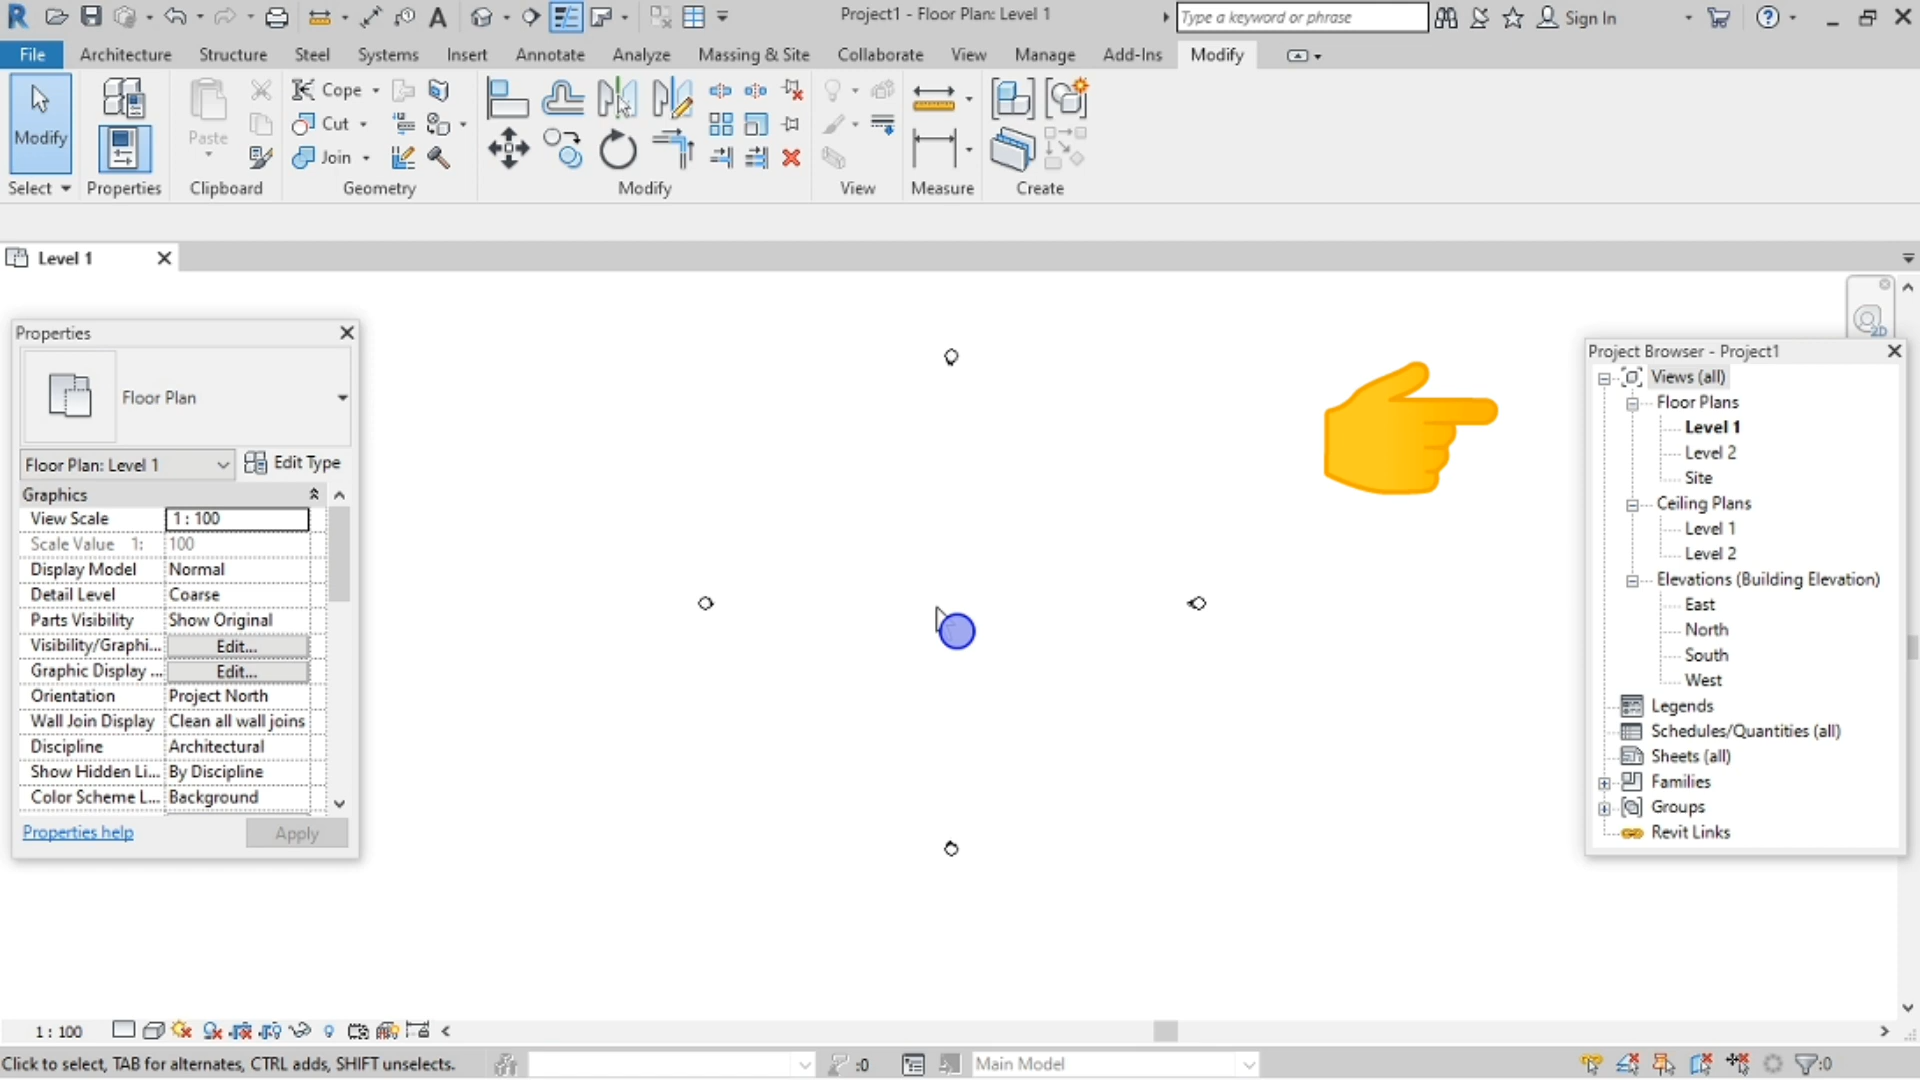 Project1 - Floor Plan: Level 1
Type a keyword or phrase
Sign In
File
Architecture
Structure
Steel
Systems
Insert
Annotate
Analyze
Massing & Site
Collaborate
View
Manage
Add-Ins
Modify
Modify
Paste
Cope
Cut
Join
Select
Properties
Clipboard
Geometry
Modify
View
Measure
Create
Level 1
Properties
Floor Plan
Floor Plan: Level 1
Edit Type
Graphics
View Scale 1 : 100
Scale Value 1: 100
Display Model Normal
Detail Level Coarse
Parts Visibility Show Original
Visibility/Graphi... Edit...
Graphic Display ... Edit...
Orientation Project North
Wall Join Display Clean all wall joins
Discipline Architectural
Show Hidden Li... By Discipline
Color Scheme L... Background
Properties help
Apply
2D
Project Browser - Project1
Views (all)
Floor Plans
Level 1
Level 2
Site
Ceiling Plans
Level 1
Level 2
Elevations (Building Elevation)
East
North
South
West
Legends
Schedules/Quantities (all)
Sheets (all)
Families
Groups
Revit Links
1 : 100
Click to select, TAB for alternates, CTRL adds, SHIFT unselects.
:0
Main Model
:0